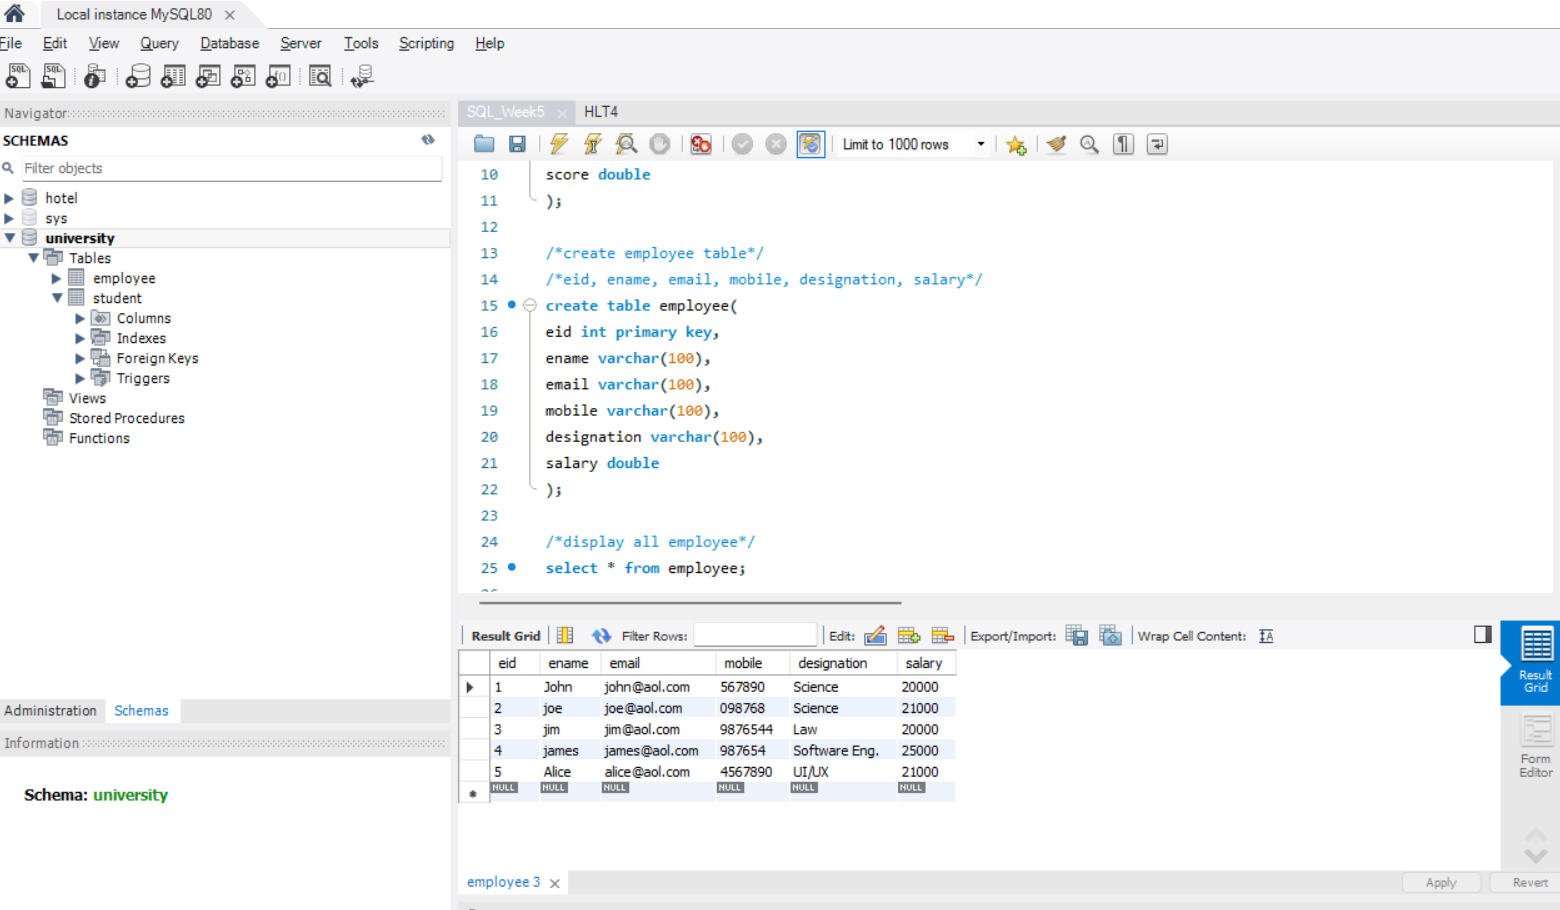 Local instance MySQL80
File Edit View Query Database Server Tools Scripting Help
SQL SQL
Navigator
SCHEMAS
Filter objects
hotel
sys
university
Tables
employee
student
Columns
Indexes
Foreign Keys
Triggers
Views
Stored Procedures
Functions
Administration Schemas
Information
Schema: university
SQL_Week5 HLT4
Limit to 1000 rows
10 score double
11 );
12
13 /*create employee table*/
14 /*eid, ename, email, mobile, designation, salary*/
15 create table employee(
16 eid int primary key,
17 ename varchar(100),
18 email varchar(100),
19 mobile varchar(100),
20 designation varchar(100),
21 salary double
22 );
23
24 /*display all employee*/
25 select * from employee;
Result Grid Filter Rows: Edit: Export/Import: Wrap Cell Content:
eid ename email mobile designation salary
1 John john@aol.com 567890 Science 20000
2 joe joe@aol.com 098768 Science 21000
3 jim jim@aol.com 9876544 Law 20000
4 james james@aol.com 987654 Software Eng. 25000
5 Alice alice@aol.com 4567890 UI/UX 21000
NULL NULL NULL NULL NULL NULL
Result
Grid
Form
Editor
employee 3
Apply Revert